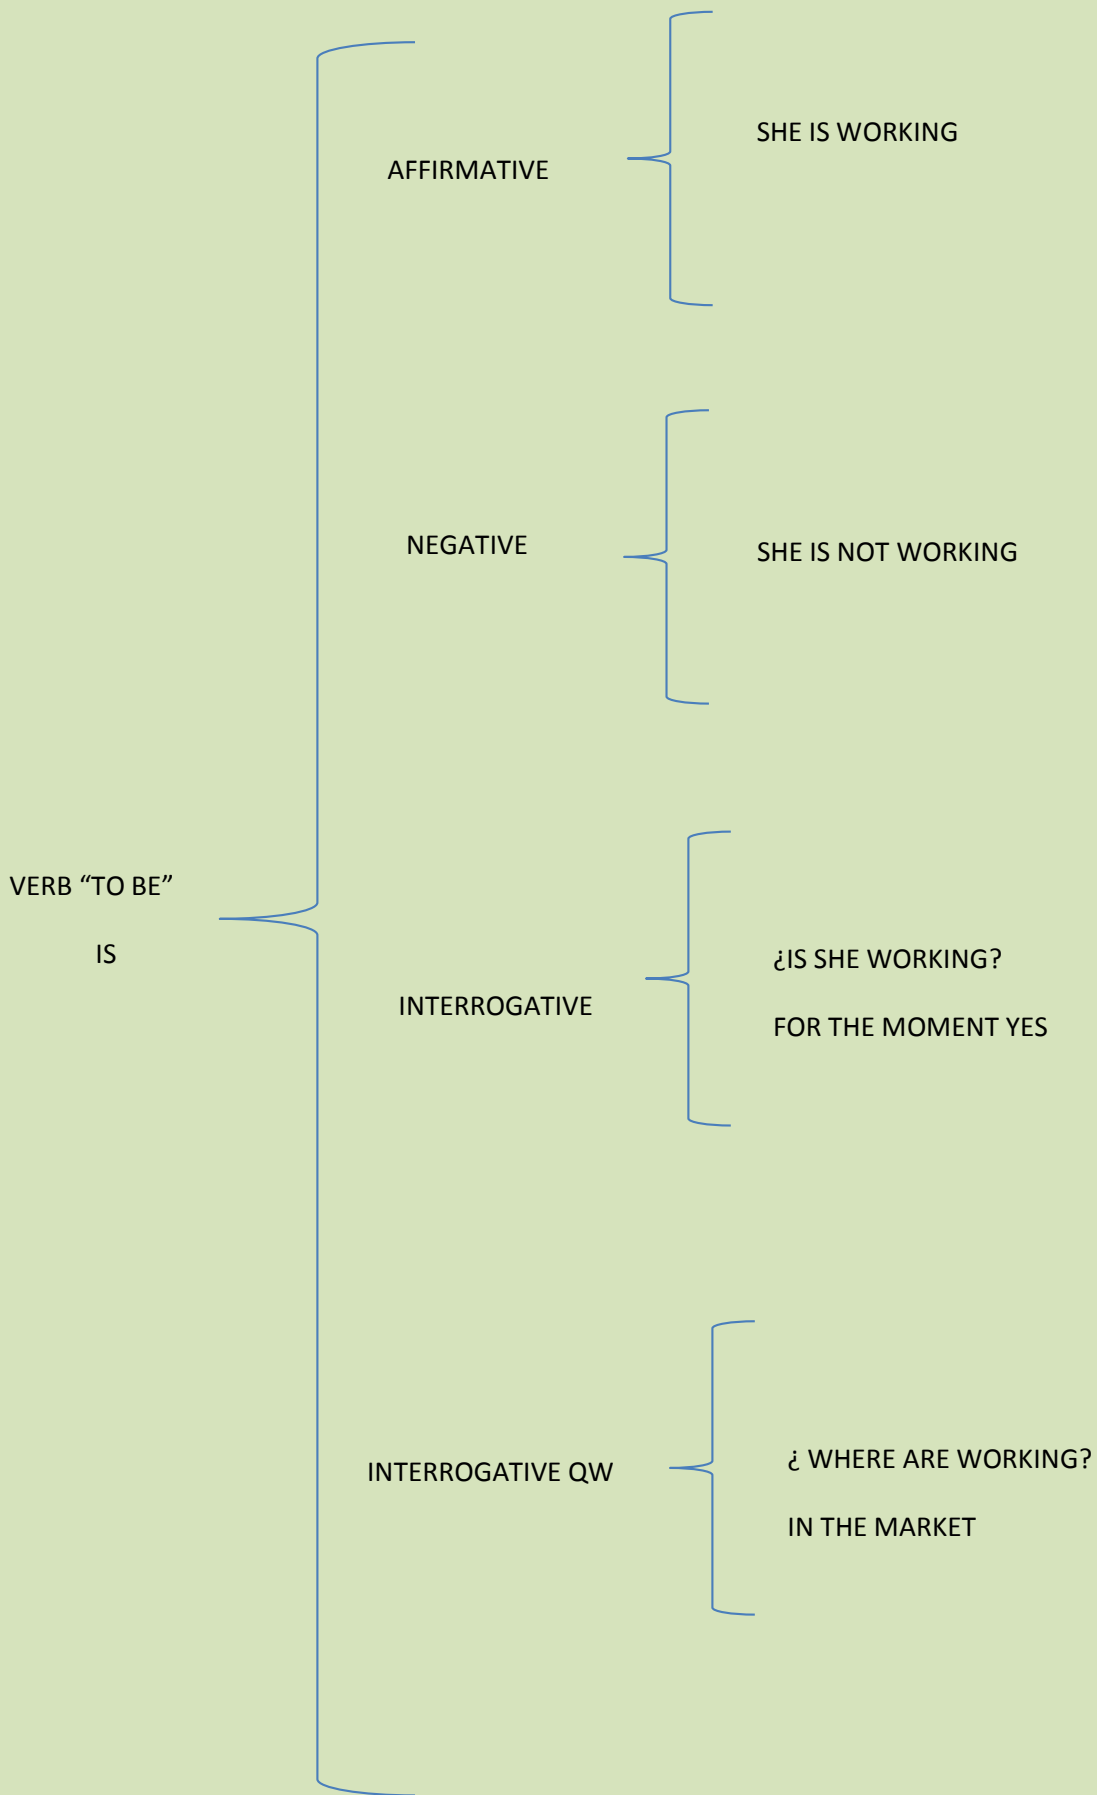 VERB “TO BE”
IS
AFFIRMATIVE
SHE IS WORKING
NEGATIVE
SHE IS NOT WORKING
INTERROGATIVE
¿IS SHE WORKING?
FOR THE MOMENT YES
INTERROGATIVE QW
¿ WHERE ARE WORKING?
IN THE MARKET